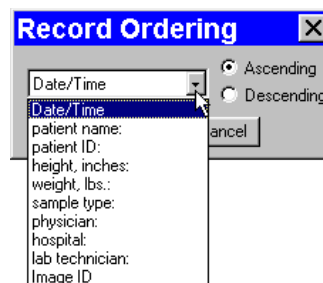 Record Ordering
Date/Time
Ascending
Descending
Date/Time
patient name:
patient ID:
height, inches:
weight, lbs.:
sample type:
physician:
hospital:
lab technician:
Image ID
ancel